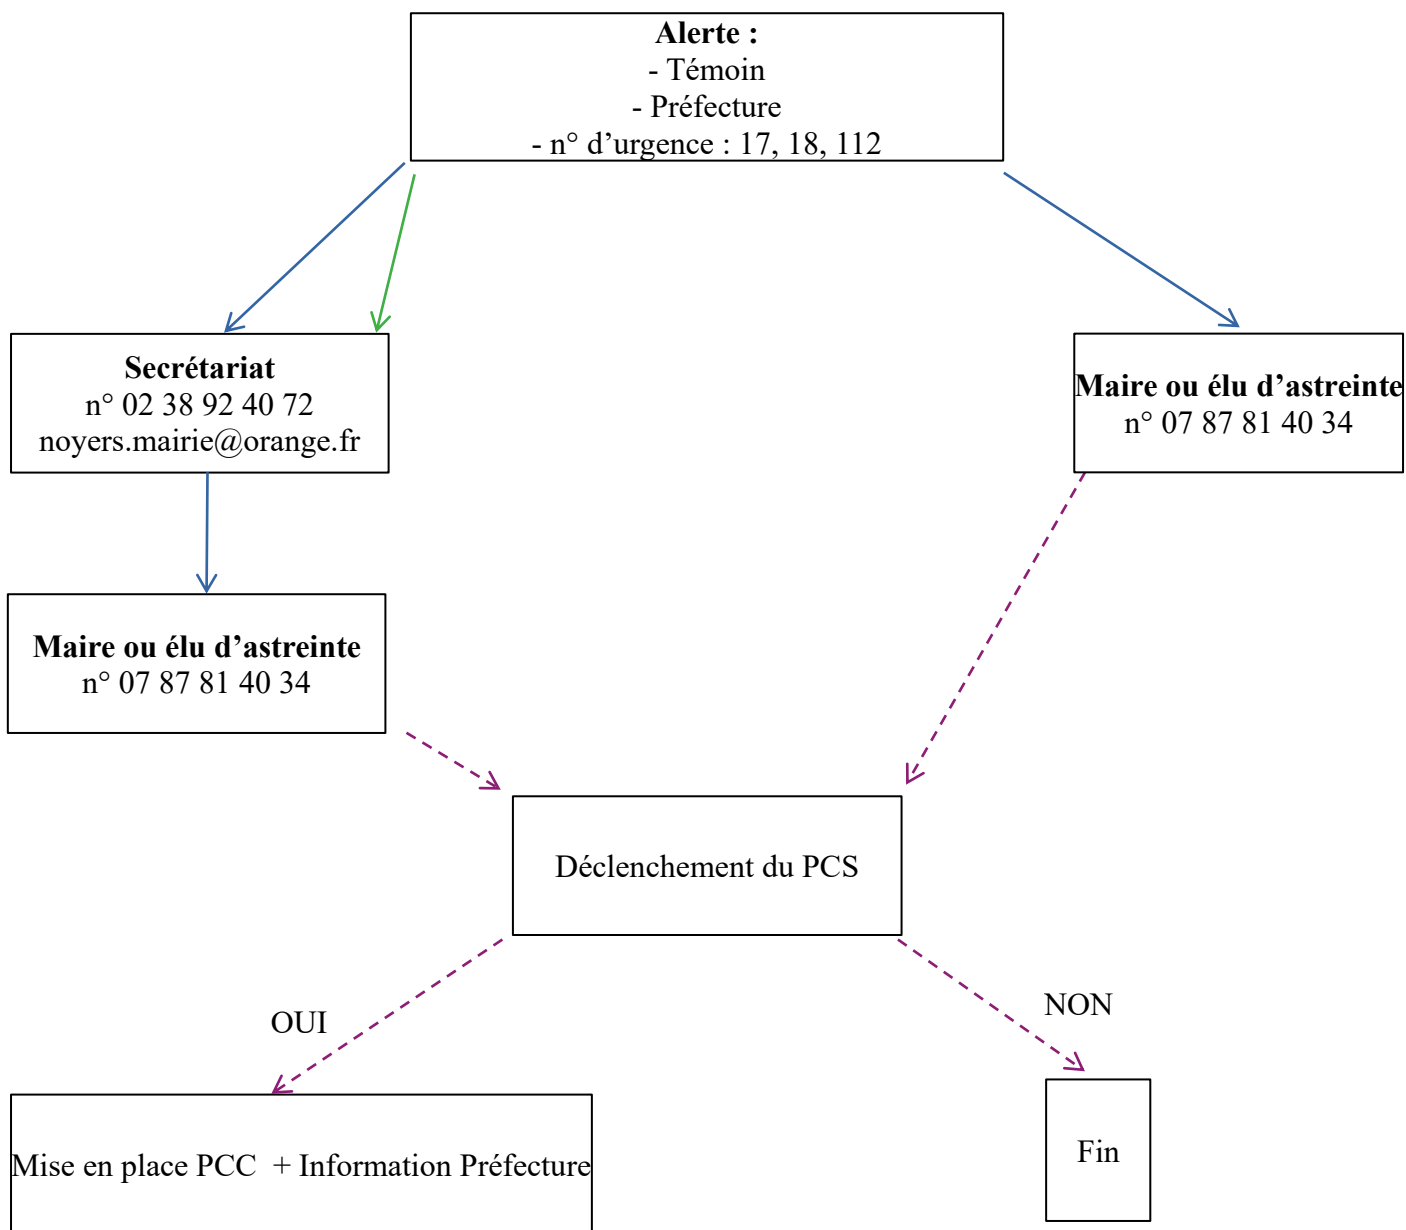 Alerte :
- Témoin
- Préfecture
- n° d’urgence : 17, 18, 112
Secrétariat
n° 02 38 92 40 72
noyers.mairie@orange.fr
Maire ou élu d’astreinte
n° 07 87 81 40 34
Maire ou élu d’astreinte
n° 07 87 81 40 34
Déclenchement du PCS
OUI
NON
Mise en place PCC + Information Préfecture
Fin